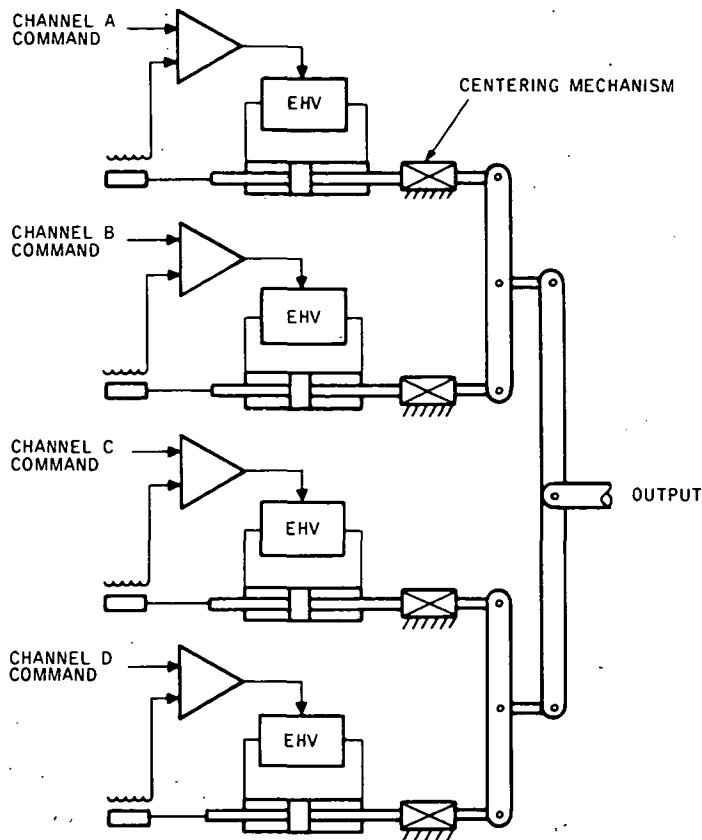 CHANNEL A
COMMAND
EHV
CENTERING MECHANISM
CHANNEL B
COMMAND
EHV
CHANNEL C
COMMAND
EHV
OUTPUT
CHANNEL D
COMMAND
EHV